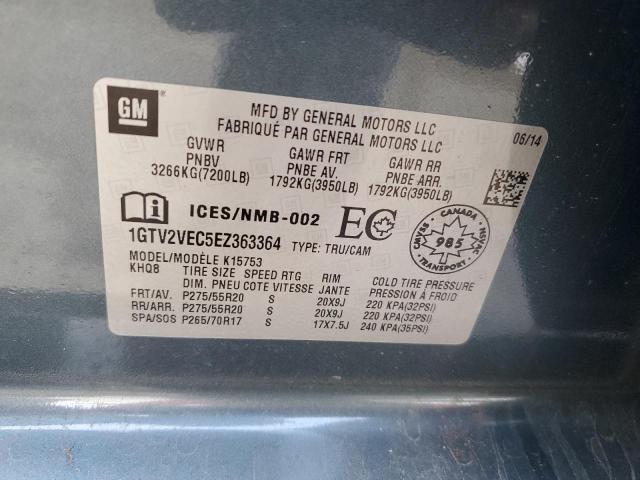 GM
MFD BY GENERAL MOTORS LLC
FABRIQUÉ PAR GENERAL MOTORS LLC
06/14
GVWR GAWR FRT GAWR RR
PNBV PNBE AV. PNBE ARR.
3266KG(7200LB) 1792KG(3950LB) 1792KG(3950LB)
i ICES/NMB-002 EC
CANADA
985
TRANSPORT
CMVSS
NSVAC
1GTV2VEC5EZ363364 TYPE: TRU/CAM
MODEL/MODÈLE K15753
KHQ8 TIRE SIZE SPEED RTG RIM COLD TIRE PRESSURE
DIM. PNEU COTE VITESSE JANTE PRESSION À FROID
FRT/AV. P275/55R20 S 20X9J 220 KPA(32PSI)
RR/ARR. P275/55R20 S 20X9J 220 KPA(32PSI)
SPA/SOS P265/70R17 S 17X7.5J 240 KPA(35PSI)